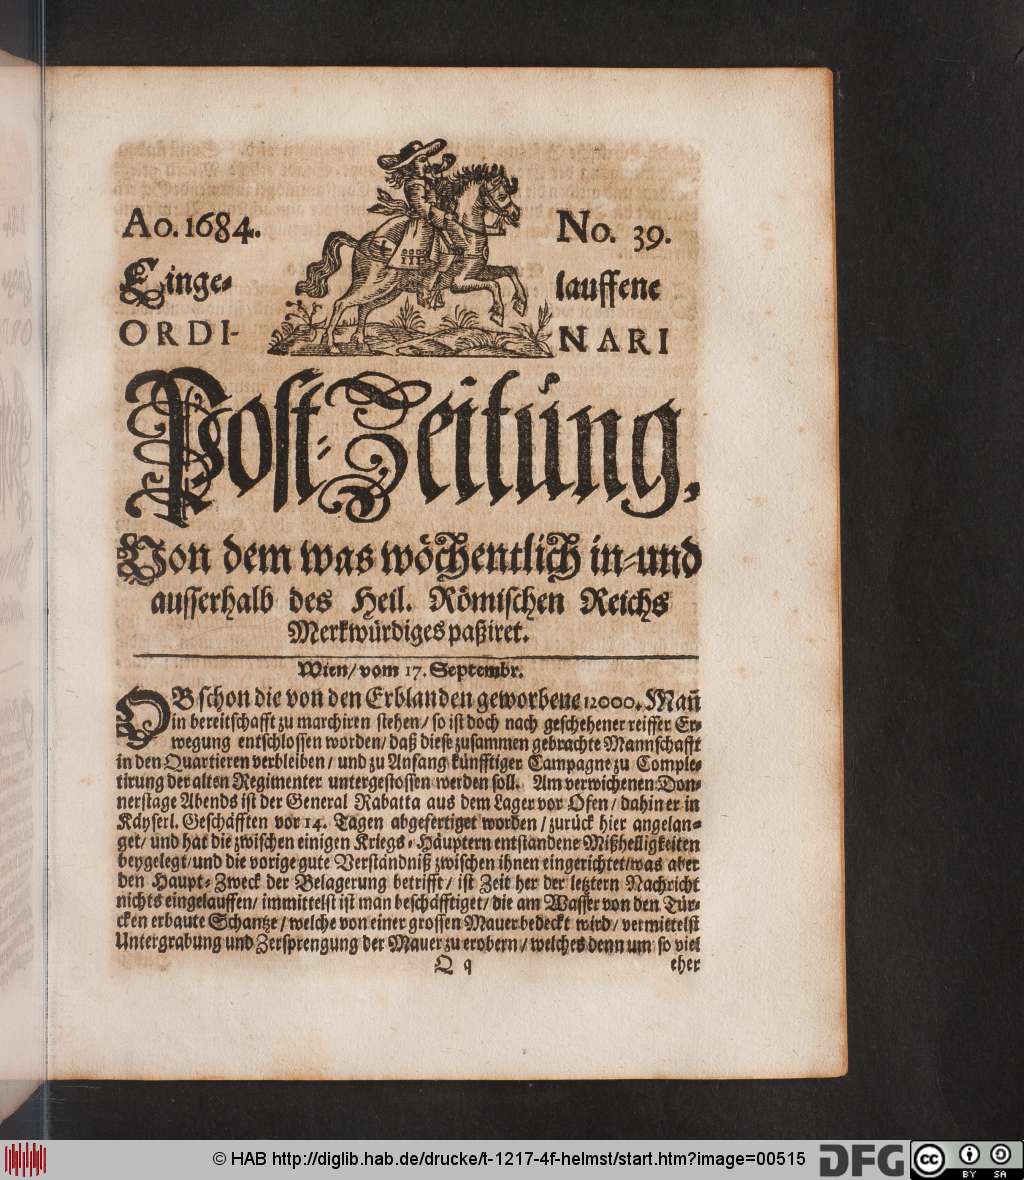 Ao. 1684.
No. 39.
Einge-
lauffene
ORDI-
NARI
Post-Zeitung,
Von dem was wöchentlich in-und
ausserhalb des Heil. Römischen Reichs
Merkwürdiges paßiret.
Wien/ vom 17. Septembr.
OBschon die von den Erblanden geworbene 12000. Mañ
in bereitschafft zu marchiren stehen/ so ist doch nach geschehener reiffer Er-
wegung entschlossen worden/ daß diese zusammen gebrachte Mannschafft
in den Quartieren verbleiben/ und zu Anfang künfftiger Campagne zu Comple-
tirung der alten Regimenter untergestossen werden soll. Am verwichenen Don-
nerstage Abends ist der General Rabatta aus dem Lager vor Ofen/ dahin er in
Käyserl. Geschäfften vor 14. Tagen abgefertiget worden/ zurück hier angelan-
get/ und hat die zwischen einigen Kriegs-Häuptern entstandene Mißhelligkeiten
beygelegt/ und die vorige gute Verständniß zwischen ihnen eingerichtet/ was aber
den Haupt-Zweck der Belagerung betrifft/ ist Zeit her der letztern Nachricht
nichts eingelauffen/ immittelst ist man beschäfftiget/ die am Wasser von den Tür-
cken erbaute Schantze/ welche von einer grossen Mauer bedeckt wird/ vermittelst
Untergrabung und Zersprengung der Mauer zu erobern/ welches denn um so viel
Q q
eher
© HAB http://diglib.hab.de/drucke/t-1217-4f-helmst/start.htm?image=00515
DFG
cc BY SA